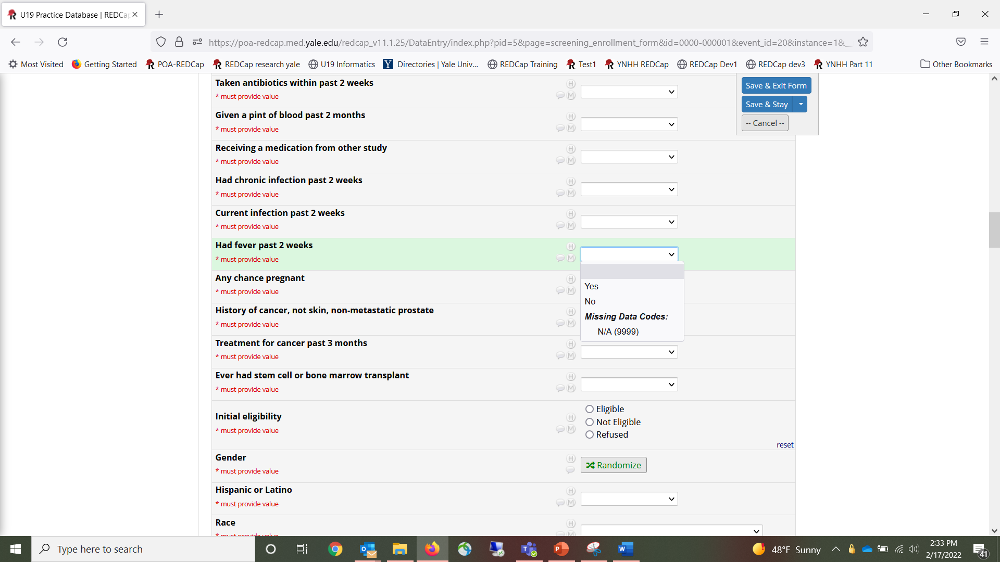 U19 Practice Database | REDCap
https://poa-redcap.med.yale.edu/redcap_v11.1.25/DataEntry/index.php?pid=5&page=screening_enrollment_form&id=0000-000001&event_id=20&instance=1&
Most Visited Getting Started POA-REDCap REDCap research yale U19 Informatics Directories | Yale Univ... REDCap Training Test1 YNHH REDCap REDCap Dev1 REDCap dev3 YNHH Part 11 Other Bookmarks
Taken antibiotics within past 2 weeks
* must provide value
H
M
Save & Exit Form
Save & Stay
-- Cancel --
Given a pint of blood past 2 months
* must provide value
H
M
Receiving a medication from other study
* must provide value
H
M
Had chronic infection past 2 weeks
* must provide value
H
M
Current infection past 2 weeks
* must provide value
H
M
Had fever past 2 weeks
* must provide value
H
M
Yes
No
Missing Data Codes:
N/A (9999)
Any chance pregnant
* must provide value
H
M
History of cancer, not skin, non-metastatic prostate
* must provide value
H
M
Treatment for cancer past 3 months
* must provide value
H
M
Ever had stem cell or bone marrow transplant
* must provide value
H
M
Initial eligibility
* must provide value
H
M
Eligible
Not Eligible
Refused
reset
Gender
* must provide value
H
Randomize
Hispanic or Latino
* must provide value
H
M
Race
* must provide value
H
M
Type here to search
48°F Sunny
2:33 PM
2/17/2022
41